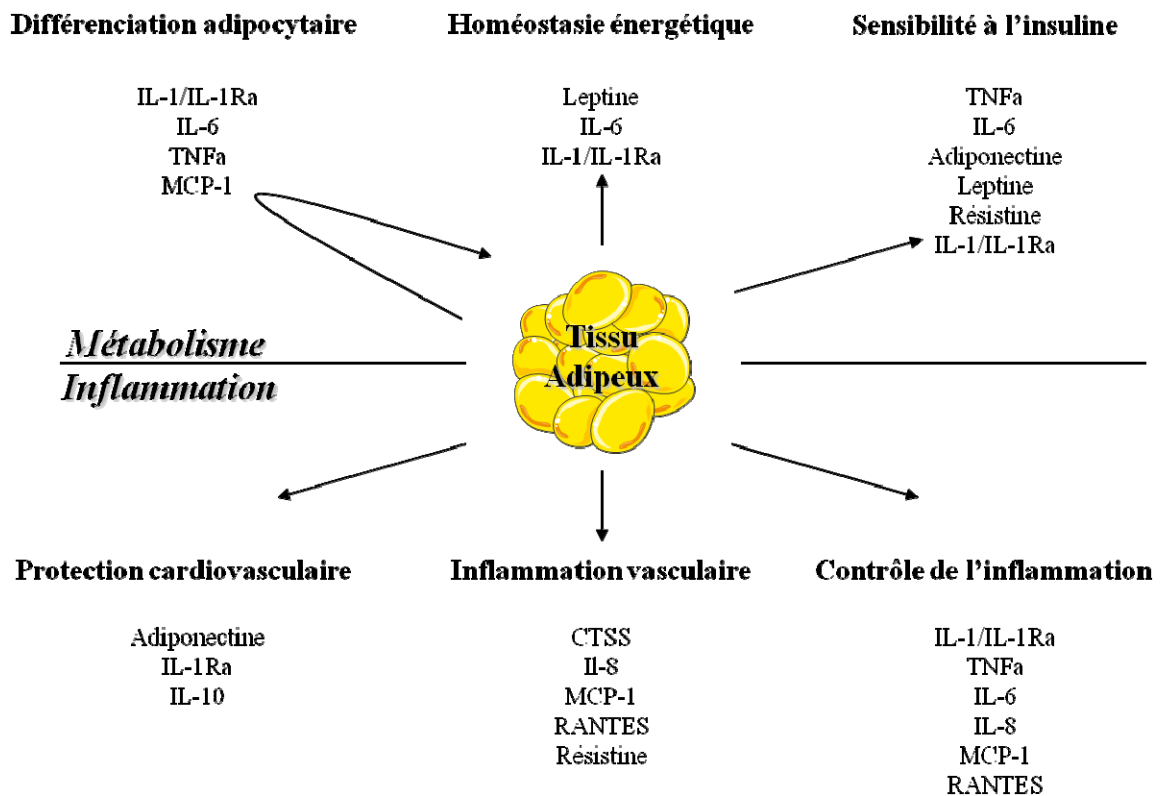 Différenciation adipocytaire
IL-1/IL-1Ra
IL-6
TNFa
MCP-1
Homéostasie énergétique
Leptine
IL-6
IL-1/IL-1Ra
Sensibilité à l'insuline
TNFa
IL-6
Adiponectine
Leptine
Résistine
IL-1/IL-1Ra
Métabolisme
Inflammation
Tissu
Adipeux
Protection cardiovasculaire
Adiponectine
IL-1Ra
IL-10
Inflammation vasculaire
CTSS
Il-8
MCP-1
RANTES
Résistine
Contrôle de l'inflammation
IL-1/IL-1Ra
TNFa
IL-6
IL-8
MCP-1
RANTES